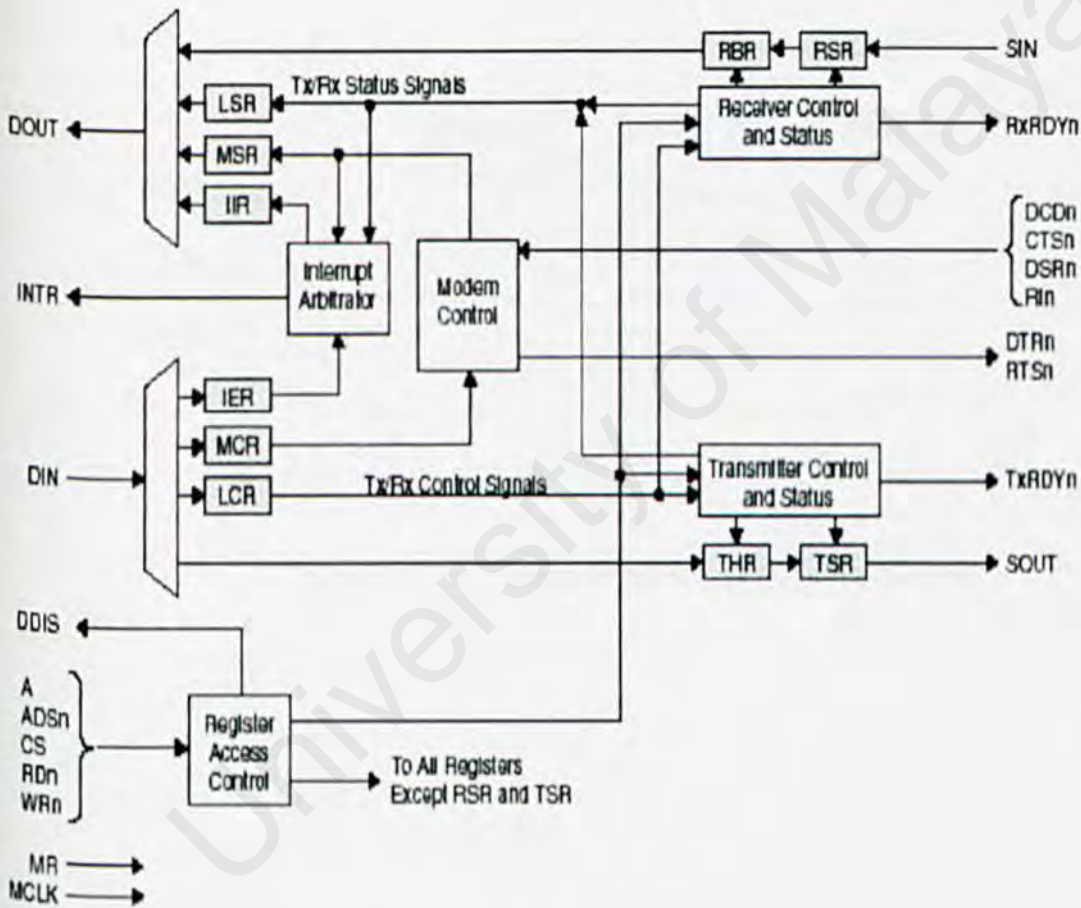 RBR
RSR
SIN
Tx/Rx Status Signals
LSR
Receiver Control
and Status
RxRDYn
DOUT
MSR
IIR
DCDn
CTSn
DSRn
RIn
Interrupt
Arbitrator
Modem
Control
INTR
DTRn
RTSn
IER
MCR
DIN
LCR
Tx/Rx Control Signals
Transmitter Control
and Status
TxRDYn
THR
TSR
SOUT
DDIS
A
ADSn
CS
RDn
WRn
Register
Access
Control
To All Registers
Except RSR and TSR
MR
MCLK
University of Malaya